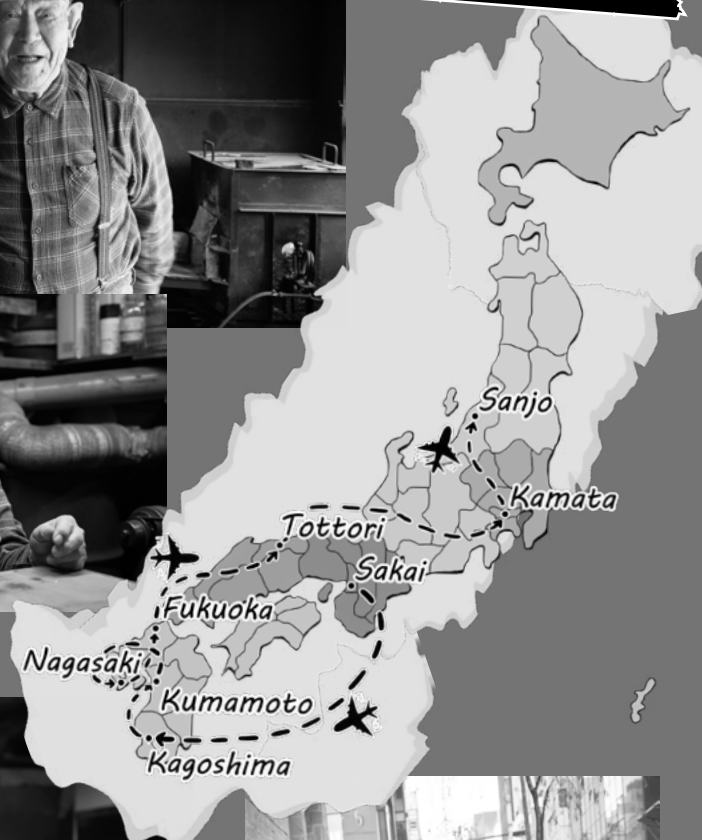 Sanjo
Kamata
Tottori
Sakai
Fukuoka
Nagasaki
Kumamoto
Kagoshima